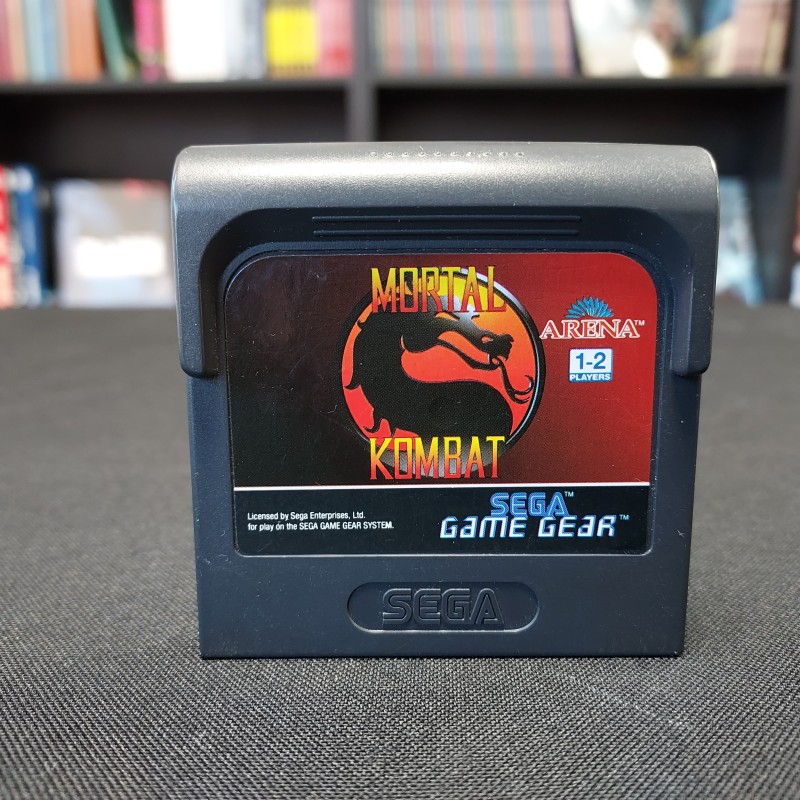 MORTAL
ARENA™
1-2
PLAYERS
KOMBAT
Licensed by Sega Enterprises, Ltd.
for play on the SEGA GAME GEAR SYSTEM.
SEGA™
GAME GEAR™
SEGA